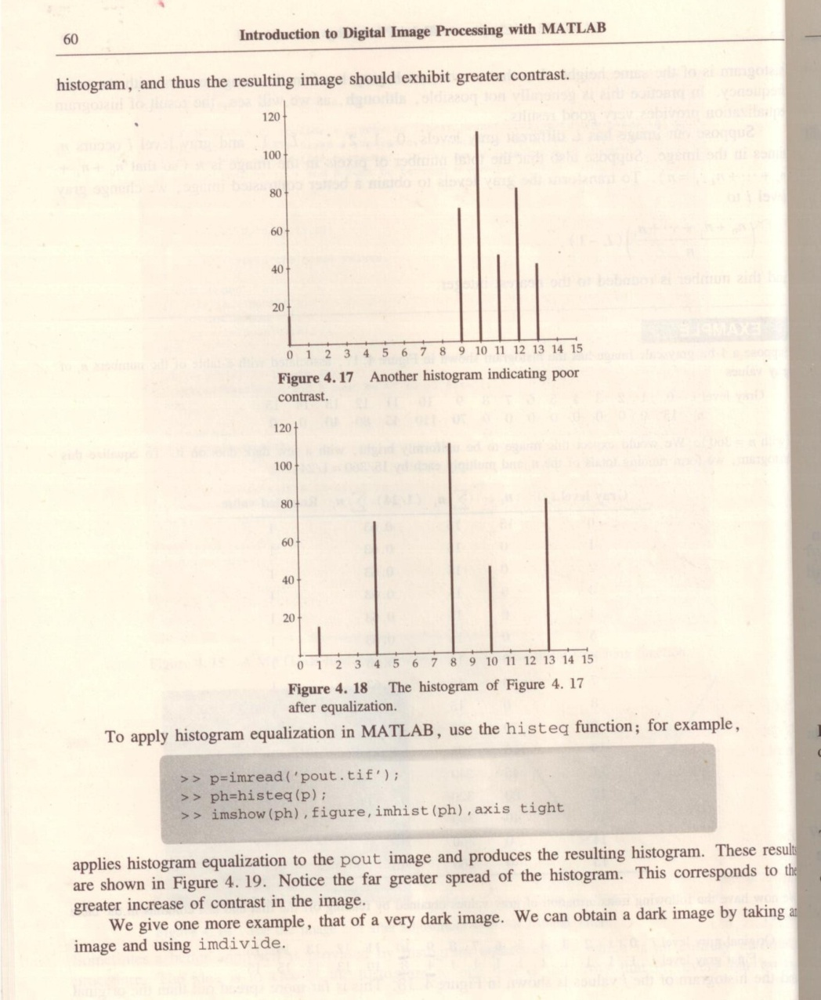 60
Introduction to Digital Image Processing with MATLAB
histogram, and thus the resulting image should exhibit greater contrast.
120
100
80
60
40
20
0 1 2 3 4 5 6 7 8 9 10 11 12 13 14 15
Figure 4.17 Another histogram indicating poor
contrast.
120
100
80
60
40
20
0 1 2 3 4 5 6 7 8 9 10 11 12 13 14 15
Figure 4. 18 The histogram of Figure 4. 17
after equalization.
To apply histogram equalization in MATLAB, use the histeq function; for example,
>> p=imread('pout.tif');
>> ph=histeq(p);
>> imshow(ph),figure,imhist(ph),axis tight
applies histogram equalization to the pout image and produces the resulting histogram. These result
are shown in Figure 4. 19. Notice the far greater spread of the histogram. This corresponds to the
greater increase of contrast in the image.
We give one more example, that of a very dark image. We can obtain a dark image by taking an
image and using imdivide.